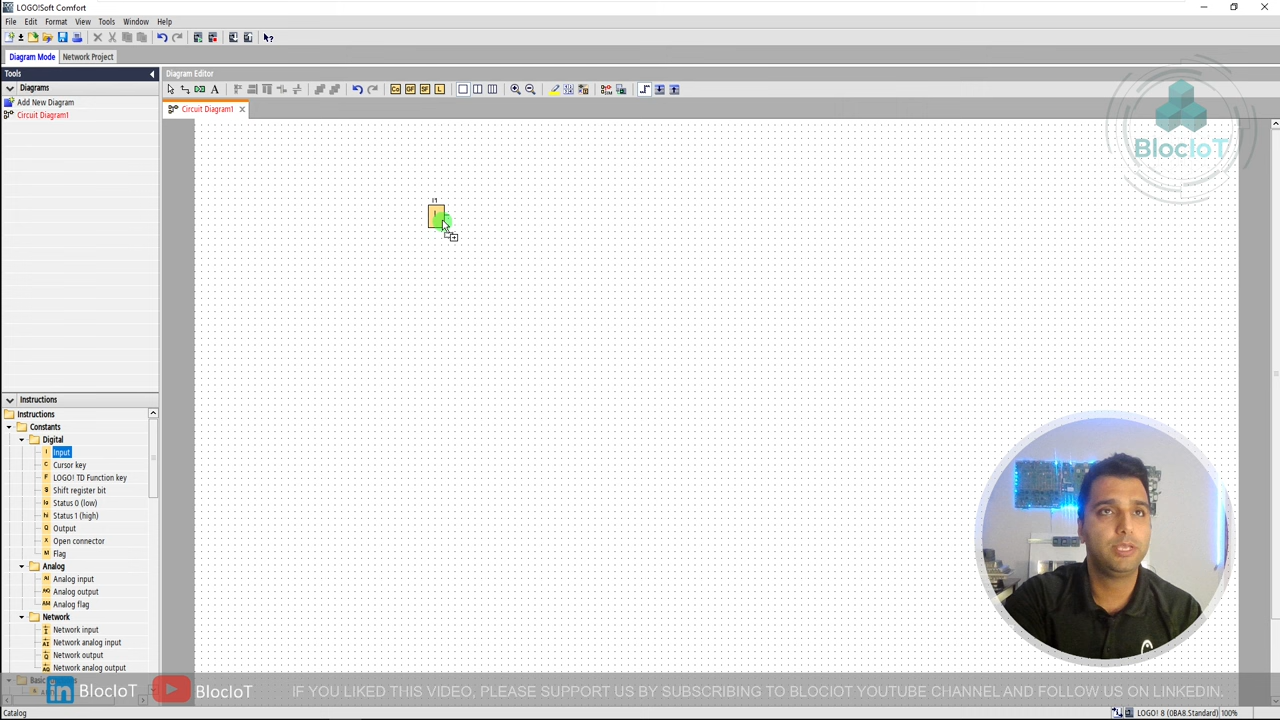 LOGO!Soft Comfort
File Edit Format View Tools Window Help
Diagram Mode Network Project
Tools
Diagram Editor
Diagrams
Add New Diagram
Circuit Diagram1
Circuit Diagram1
BlocIoT
I1
Instructions
Instructions
Constants
Digital
Input
Cursor key
LOGO! TD Function key
Shift register bit
Status 0 (low)
Status 1 (high)
Output
Open connector
Flag
Analog
Analog input
Analog output
Analog flag
Network
Network input
Network analog input
Network output
Network analog output
BlocIoT BlocIoT IF YOU LIKED THIS VIDEO, PLEASE SUPPORT US BY SUBSCRIBING TO BLOCIOT YOUTUBE CHANNEL AND FOLLOW US ON LINKEDIN.
Catalog LOGO! 8 (0BA8.Standard) 100%